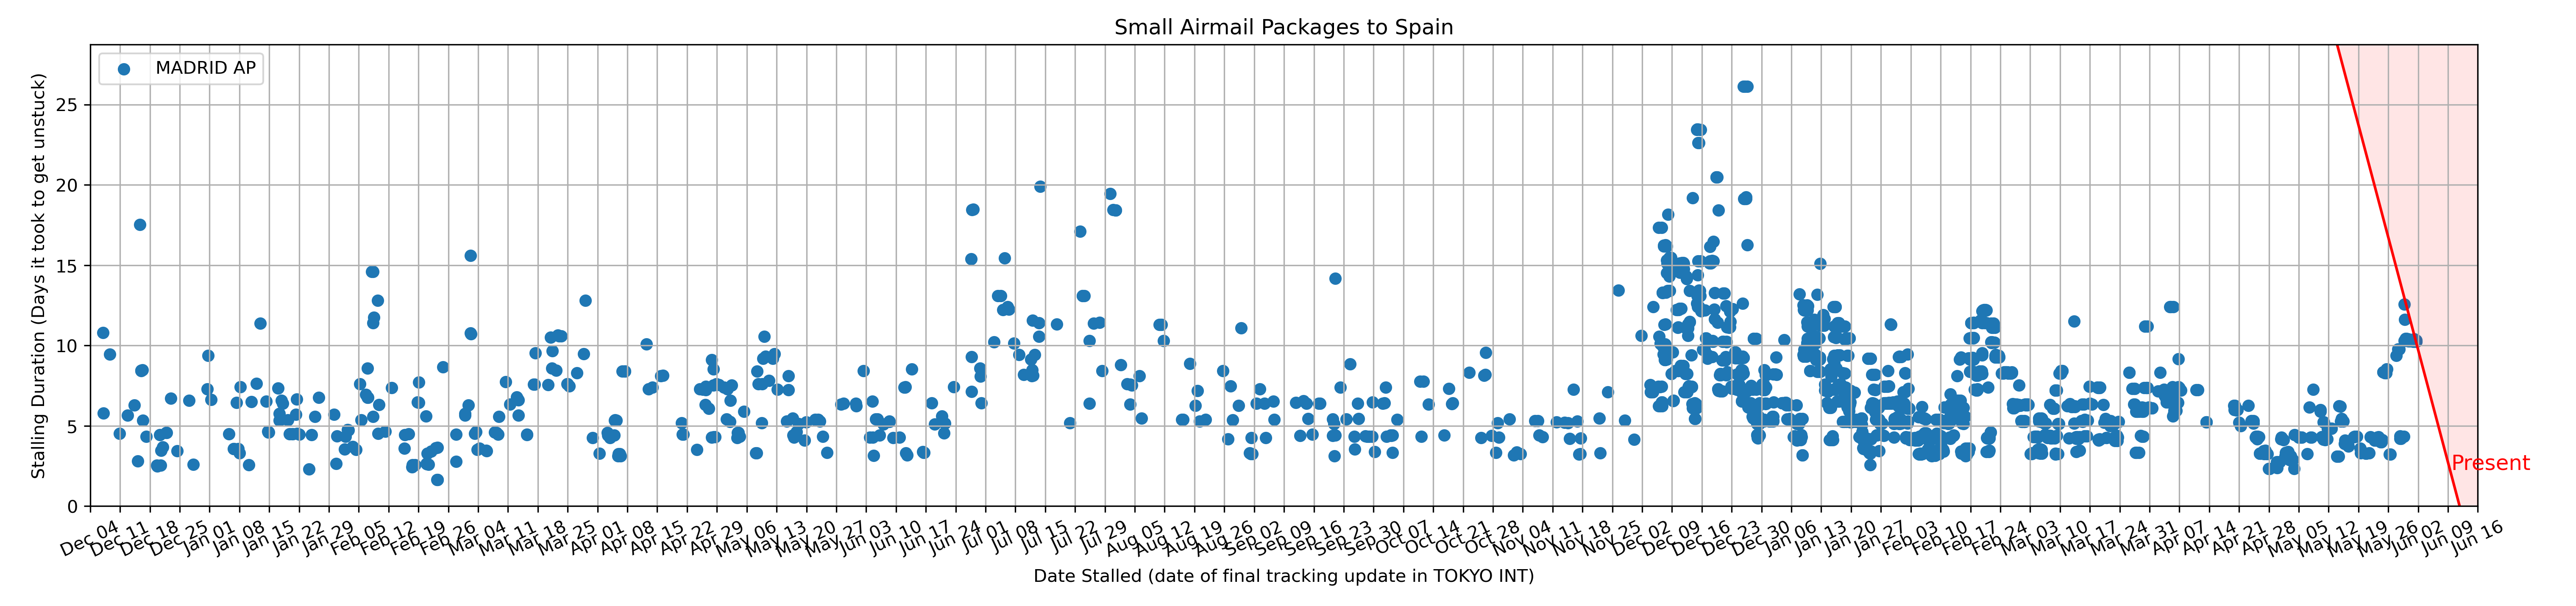 Small Airmail Packages to Spain
MADRID AP
Stalling Duration (Days it took to get unstuck)
25
20
15
10
5
0
Present
Dec 04
Dec 11
Dec 18
Dec 25
Jan 01
Jan 08
Jan 15
Jan 22
Jan 29
Feb 05
Feb 12
Feb 19
Feb 26
Mar 04
Mar 11
Mar 18
Mar 25
Apr 01
Apr 08
Apr 15
Apr 22
Apr 29
May 06
May 13
May 20
May 27
Jun 03
Jun 10
Jun 17
Jun 24
Jul 01
Jul 08
Jul 15
Jul 22
Jul 29
Aug 05
Aug 12
Aug 19
Aug 26
Sep 02
Sep 09
Sep 16
Sep 23
Sep 30
Oct 07
Oct 14
Oct 21
Oct 28
Nov 04
Nov 11
Nov 18
Nov 25
Dec 02
Dec 09
Dec 16
Dec 23
Dec 30
Jan 06
Jan 13
Jan 20
Jan 27
Feb 03
Feb 10
Feb 17
Feb 24
Mar 03
Mar 10
Mar 17
Mar 24
Mar 31
Apr 07
Apr 14
Apr 21
Apr 28
May 05
May 12
May 19
May 26
Jun 02
Jun 09
Jun 16
Date Stalled (date of final tracking update in TOKYO INT)